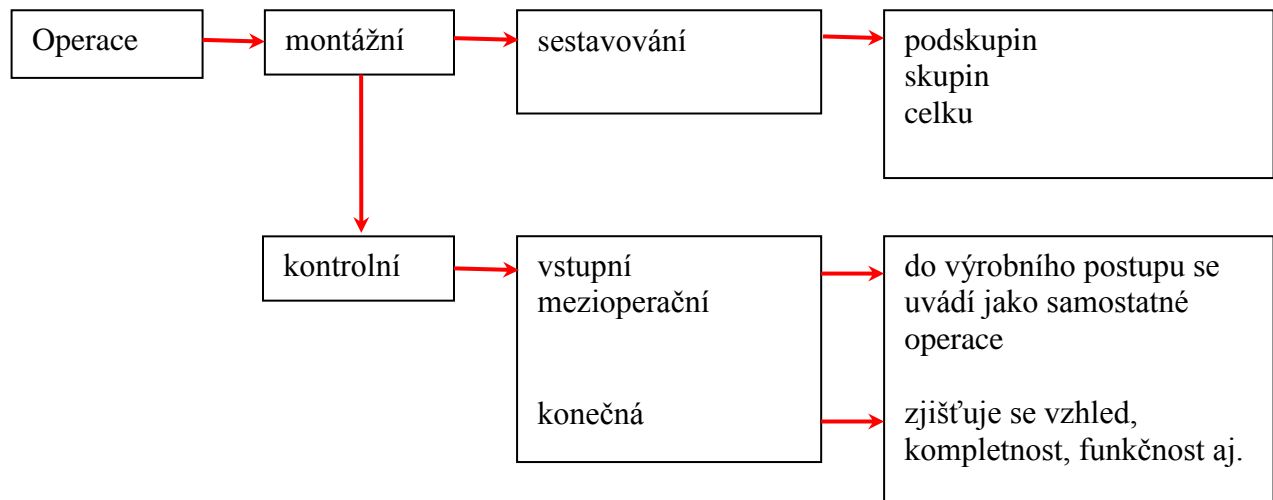 Operace
montážní
sestavování
podskupin
skupin
celku
kontrolní
vstupní
mezioperační
konečná
do výrobního postupu se
uvádí jako samostatné
operace
zjišťuje se vzhled,
kompletnost, funkčnost aj.